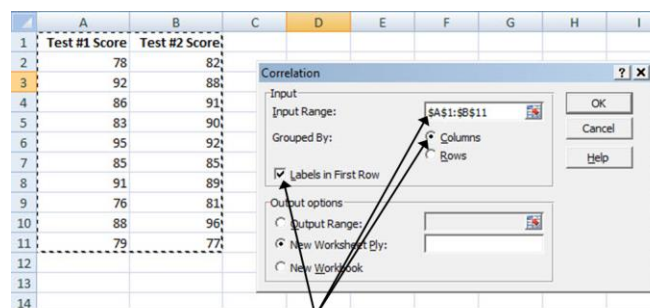 A B C D E F G H I
1 Test #1 Score Test #2 Score
2 78 82
3 92 88
4 86 91
5 83 90
6 95 92
7 85 85
8 91 89
9 76 81
10 88 96
11 79 77
12
13
14
Correlation ? X
Input
Input Range: $A$1:$B$11
Grouped By: Columns
Rows
Labels in First Row
OK
Cancel
Help
Output options
Output Range:
New Worksheet Ply:
New Workbook